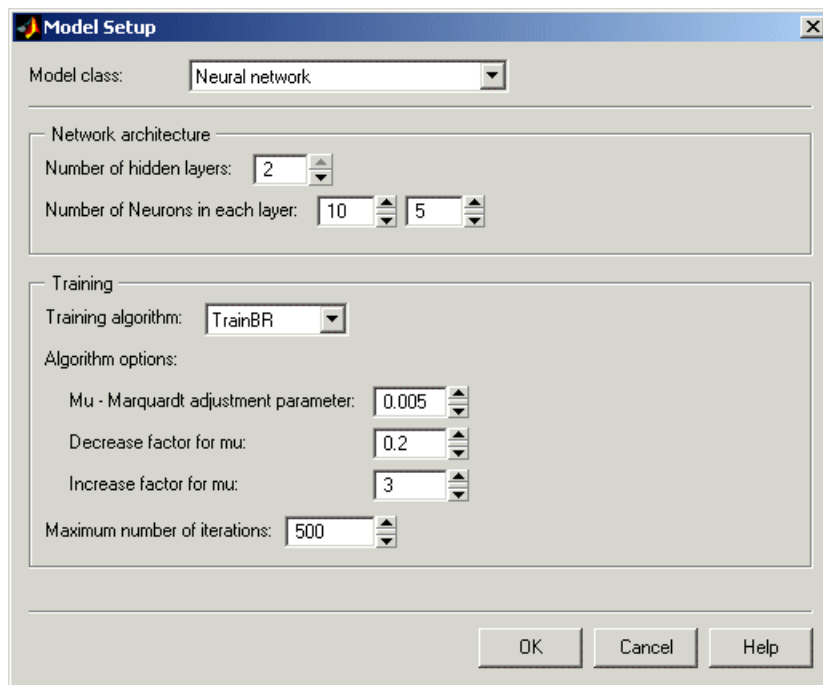 Model Setup
Model class: Neural network
Network architecture
Number of hidden layers: 2
Number of Neurons in each layer: 10 5
Training
Training algorithm: TrainBR
Algorithm options:
Mu - Marquardt adjustment parameter: 0.005
Decrease factor for mu: 0.2
Increase factor for mu: 3
Maximum number of iterations: 500
OK Cancel Help